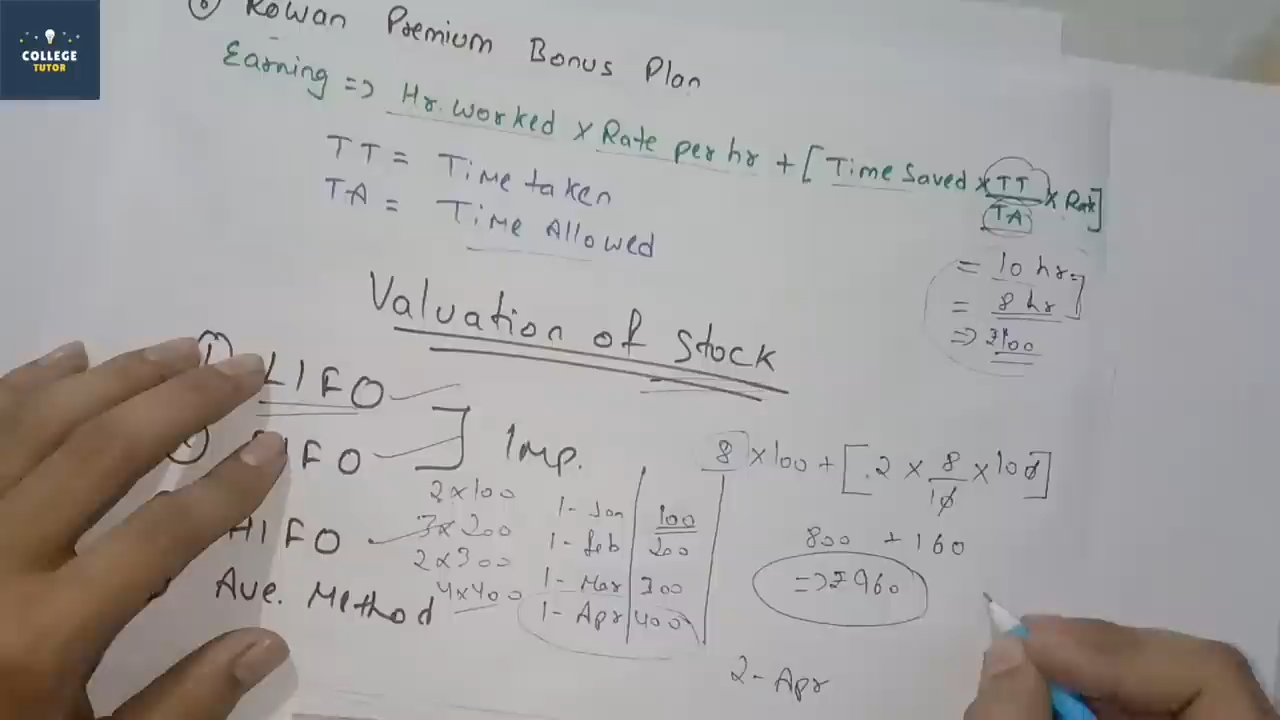 COLLEGE
TUTOR
Rowan Premium Bonus Plan
Earning => Hr. worked x Rate per hr + [Time Saved x TT/TA x Rate]
TT = Time taken
TA = Time Allowed
= 10 hr
= 8 hr
=> ₹100
Valuation of Stock
LIFO
FIFO
Imp.
HIFO
Ave. Method
2x100
3x200
2x300
4x400
1- Jan 100
1- feb 200
1- Mar 300
1- Apr 400
8 x 100 + [2 x 8/10 x 100]
800 + 160
=> ₹960
2- Apr